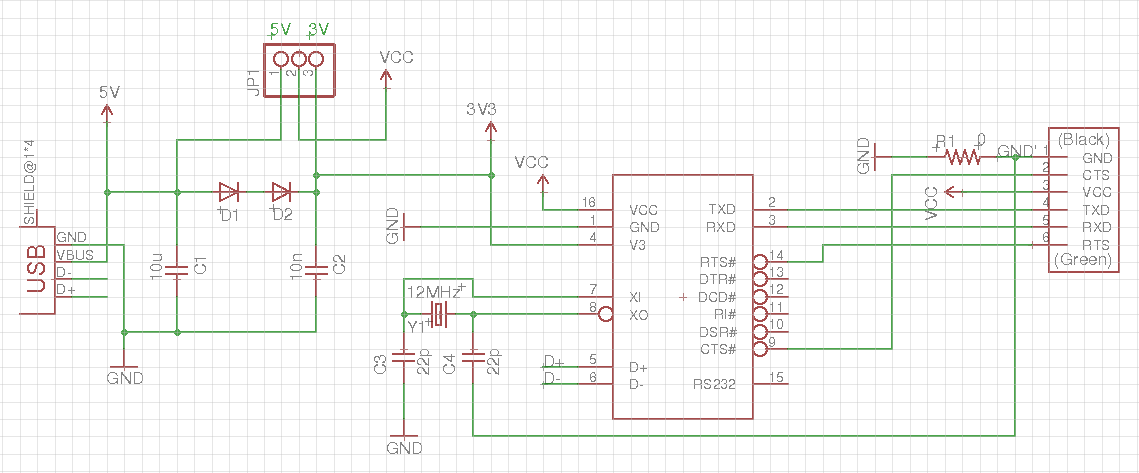 5V 3V
JP1
1 2 3
VCC
5V
3V3
VCC
SHIELD@1*4
USB
GND
VBUS
D-
D+
D1
D2
10u
C1
10n
C2
GND
GND
12MHz
Y1
C3
22p
C4
22p
GND
D+
D-
16 VCC
1 GND
4 V3
7 XI
8 XO
5 D+
6 D-
TXD 2
RXD 3
RTS# 14
DTR# 13
DCD# 12
RI# 11
DSR# 10
CTS# 9
RS232 15
GND
R1 0
GND'
VCC
(Black)
1 GND
2 CTS
3 VCC
4 TXD
5 RXD
6 RTS
(Green)